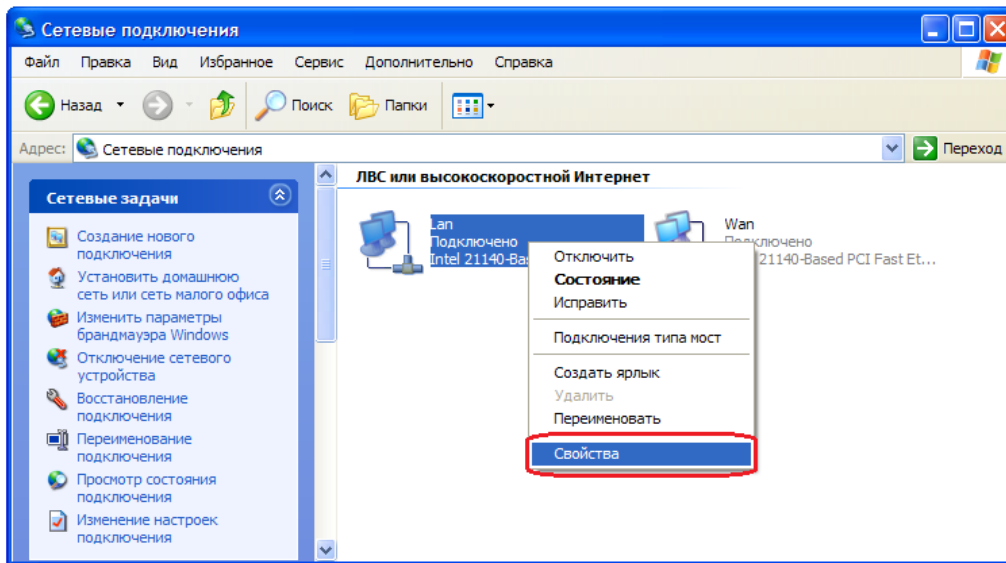 Сетевые подключения
Файл Правка Вид Избранное Сервис Дополнительно Справка
Назад Поиск Папки
Адрес: Сетевые подключения Переход
Сетевые задачи
Создание нового
подключения
Установить домашнюю
сеть или сеть малого офиса
Изменить параметры
брандмауэра Windows
Отключение сетевого
устройства
Восстановление
подключения
Переименование
подключения
Просмотр состояния
подключения
Изменение настроек
подключения
ЛВС или высокоскоростной Интернет
Lan
Подключено
Intel 21140-Bas
Wan
Подключено
21140-Based PCI Fast Et...
Отключить
Состояние
Исправить
Подключения типа мост
Создать ярлык
Удалить
Переименовать
Свойства